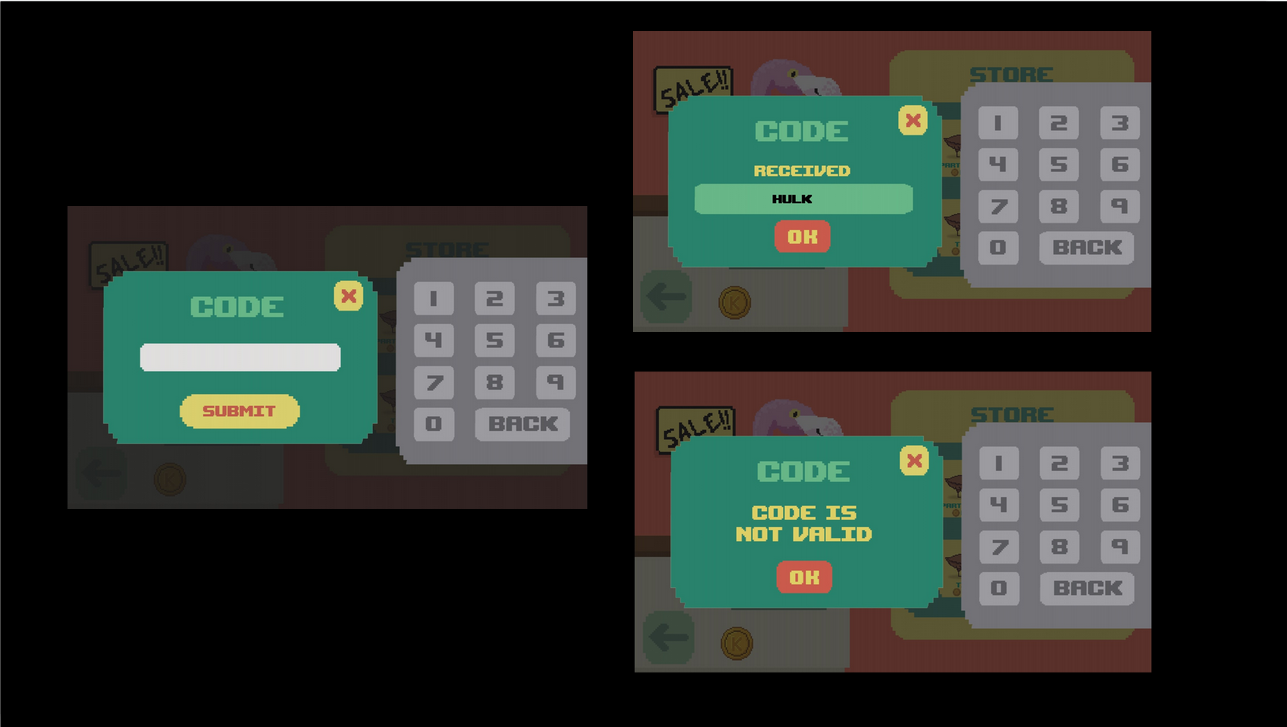 SALE!!
STORE
CODE
SUBMIT
1 2 3
4 5 6
7 8 9
0 BACK
K
SALE!!
STORE
CODE
RECEIVED
HULK
OK
1 2 3
4 5 6
7 8 9
0 BACK
K
SALE!!
STORE
CODE
CODE IS
NOT VALID
OK
1 2 3
4 5 6
7 8 9
0 BACK
K